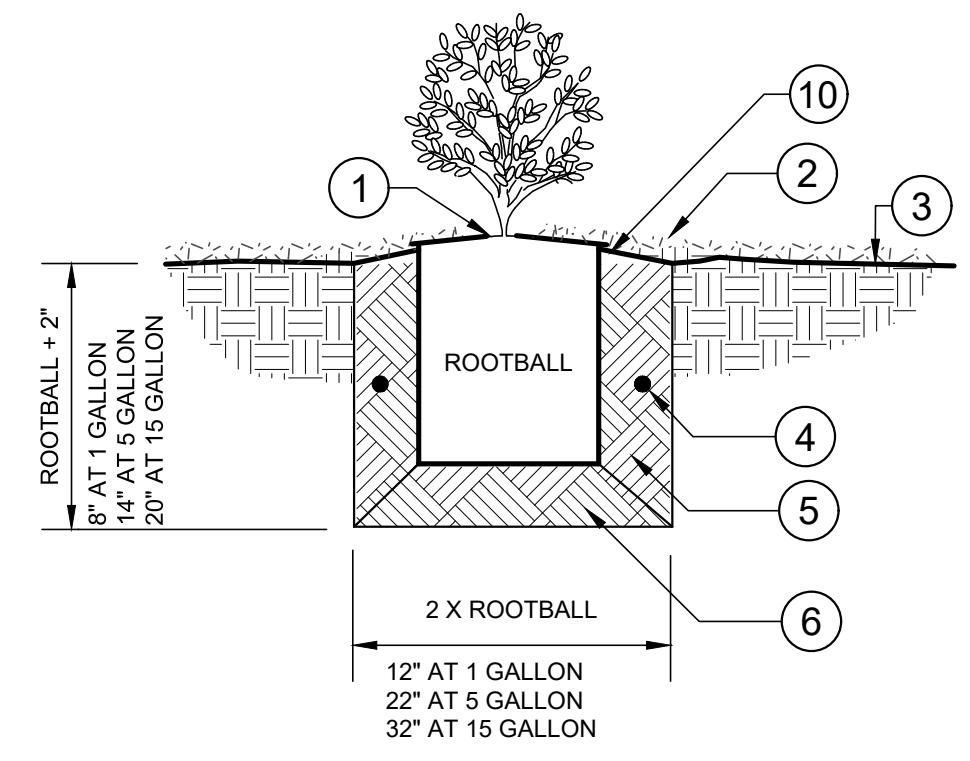 10
1
2
3
ROOTBALL
ROOTBALL + 2"
8" AT 1 GALLON
14" AT 5 GALLON
20" AT 15 GALLON
4
5
6
2 X ROOTBALL
12" AT 1 GALLON
22" AT 5 GALLON
32" AT 15 GALLON